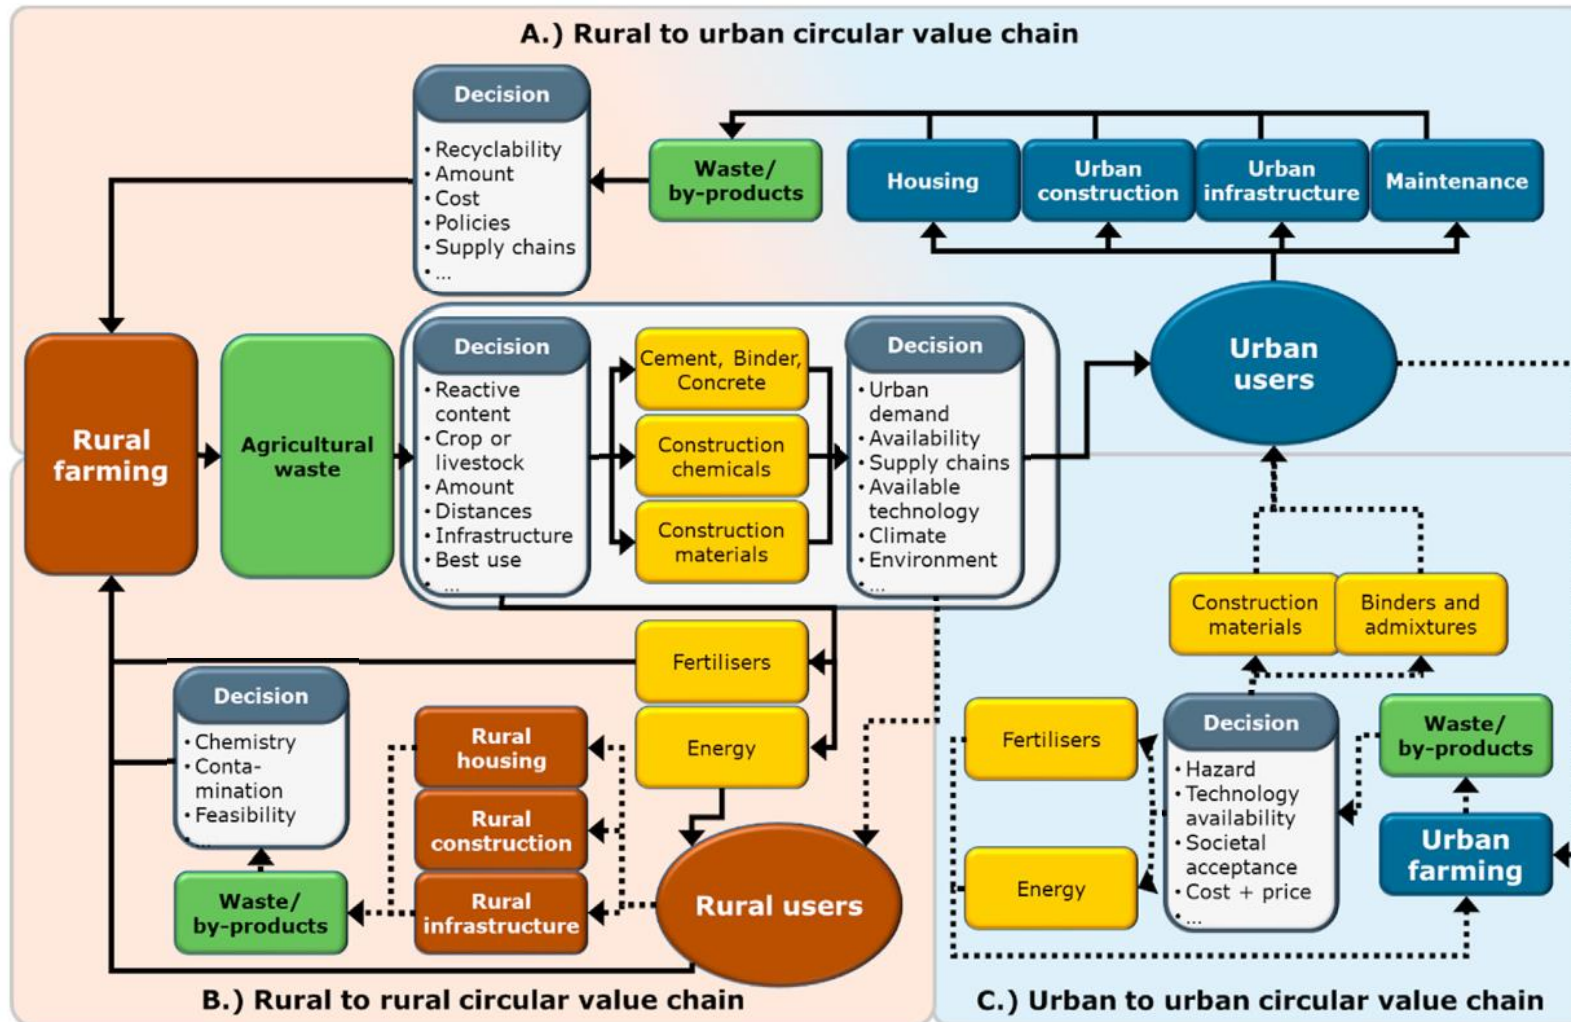 A.) Rural to urban circular value chain
Decision
• Recyclability
• Amount
• Cost
• Policies
• Supply chains
• ...
Waste/
by-products
Housing
Urban
construction
Urban
infrastructure
Maintenance
Urban
users
Rural
farming
Agricultural
waste
Decision
• Reactive
content
• Crop or
livestock
• Amount
• Distances
• Infrastructure
• Best use
• ...
Cement, Binder,
Concrete
Construction
chemicals
Construction
materials
Decision
• Urban
demand
• Availability
• Supply chains
• Available
technology
• Climate
• Environment
• ...
Fertilisers
Energy
Decision
• Chemistry
• Conta-
mination
• Feasibility
• ...
Waste/
by-products
Rural
housing
Rural
construction
Rural
infrastructure
Rural users
B.) Rural to rural circular value chain
Construction
materials
Binders and
admixtures
Fertilisers
Energy
Decision
• Hazard
• Technology
availability
• Societal
acceptance
• Cost + price
• ...
Waste/
by-products
Urban
farming
C.) Urban to urban circular value chain